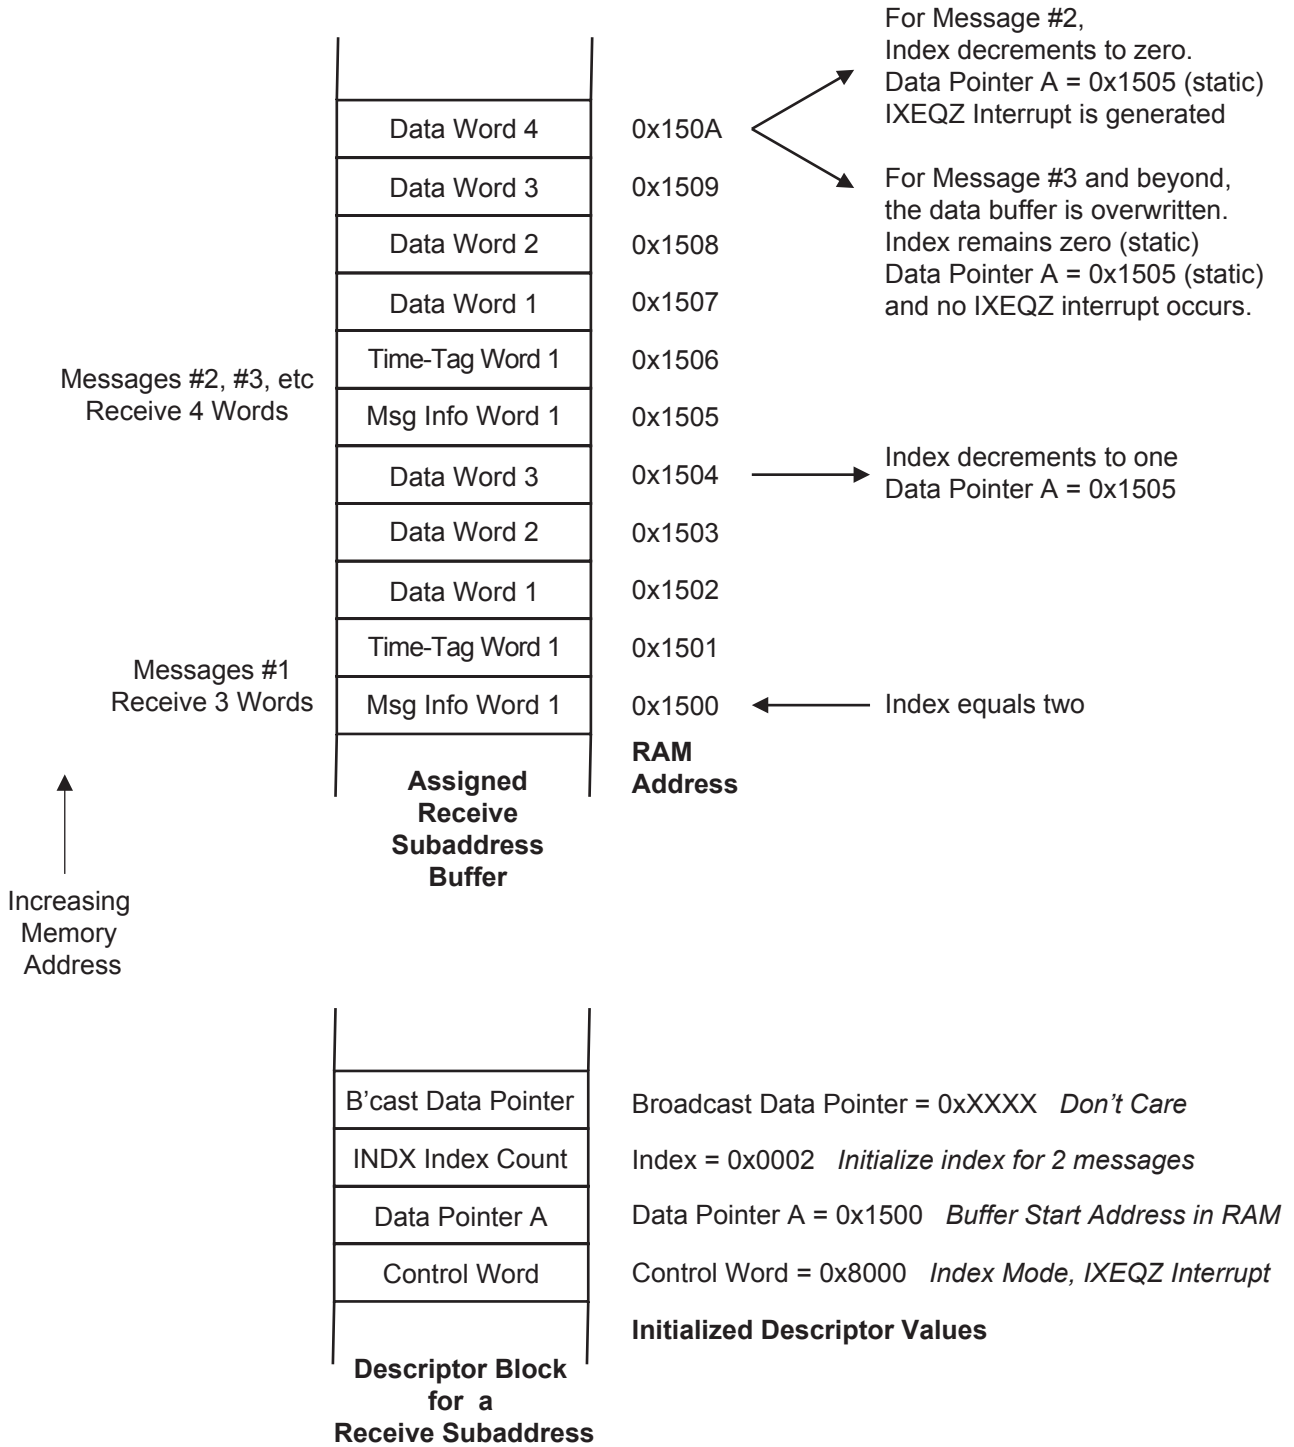 For Message #2,
Index decrements to zero.
Data Pointer A = 0x1505 (static)
IXEQZ Interrupt is generated
Data Word 4 0x150A
For Message #3 and beyond,
the data buffer is overwritten.
Index remains zero (static)
Data Pointer A = 0x1505 (static)
and no IXEQZ interrupt occurs.
Data Word 3 0x1509
Data Word 2 0x1508
Data Word 1 0x1507
Time-Tag Word 1 0x1506
Messages #2, #3, etc
Receive 4 Words
Msg Info Word 1 0x1505
Data Word 3 0x1504
Index decrements to one
Data Pointer A = 0x1505
Data Word 2 0x1503
Data Word 1 0x1502
Time-Tag Word 1 0x1501
Messages #1
Receive 3 Words
Msg Info Word 1 0x1500 Index equals two
RAM
Address
Assigned
Receive
Subaddress
Buffer
Increasing
Memory
Address
B’cast Data Pointer Broadcast Data Pointer = 0xXXXX Don’t Care
INDX Index Count Index = 0x0002 Initialize index for 2 messages
Data Pointer A Data Pointer A = 0x1500 Buffer Start Address in RAM
Control Word Control Word = 0x8000 Index Mode, IXEQZ Interrupt
Initialized Descriptor Values
Descriptor Block
for a
Receive Subaddress